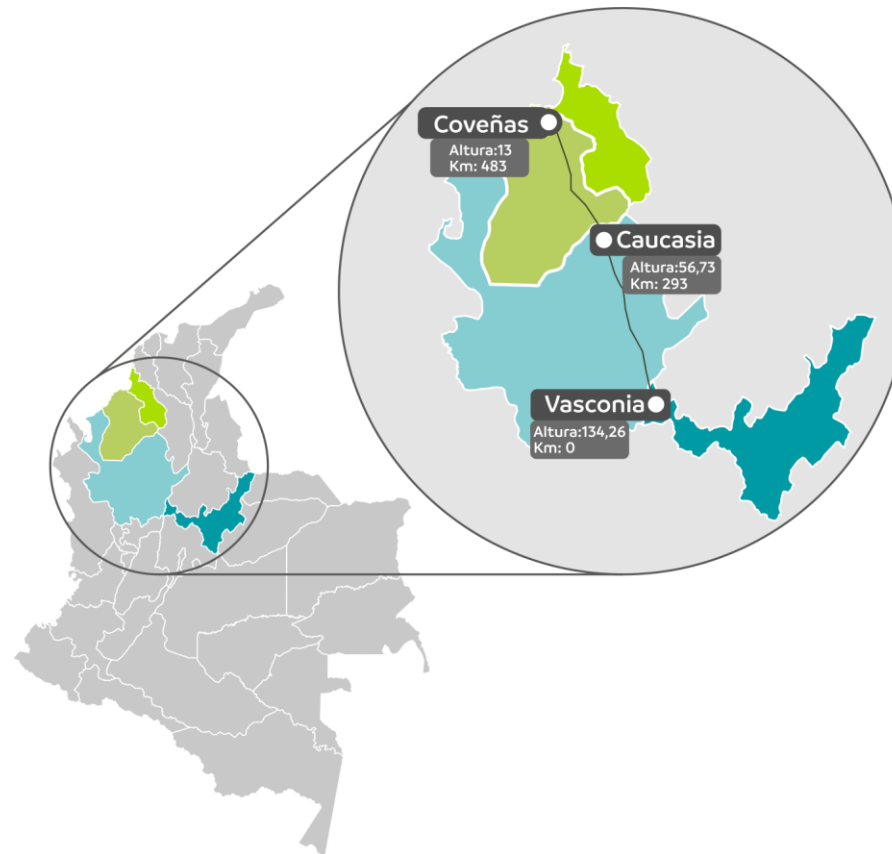 Coveñas
Altura:13
Km: 483
Caucasia
Altura:56,73
Km: 293
Vasconia
Altura:134,26
Km: 0